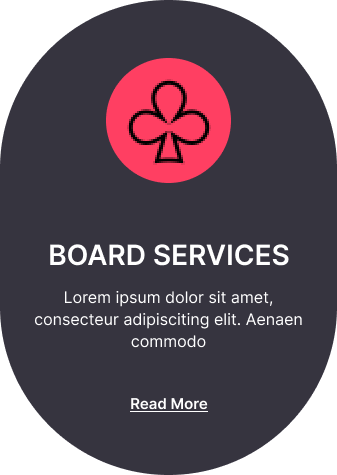 BOARD SERVICES
Lorem ipsum dolor sit amet,
consecteur adipisciting elit. Aenaen
commodo
Read More